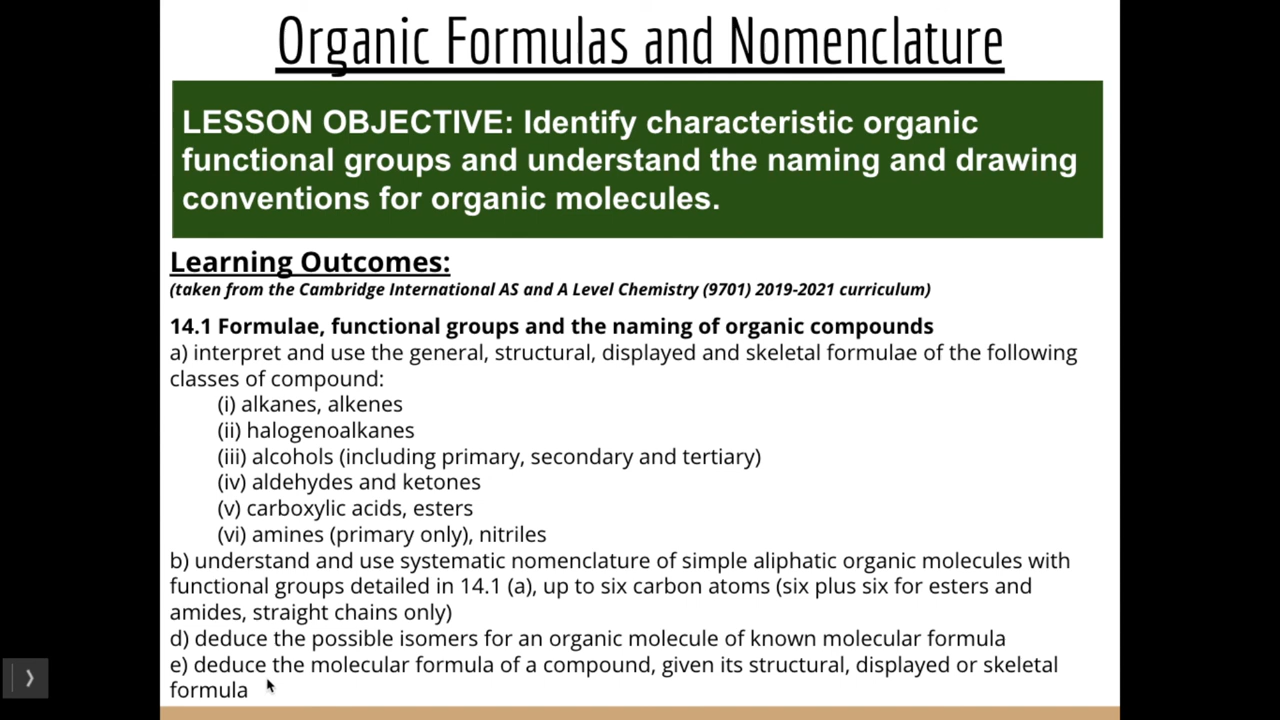 Organic Formulas and Nomenclature
LESSON OBJECTIVE: Identify characteristic organic
functional groups and understand the naming and drawing
conventions for organic molecules.
Learning Outcomes:
(taken from the Cambridge International AS and A Level Chemistry (9701) 2019-2021 curriculum)
14.1 Formulae, functional groups and the naming of organic compounds
a) interpret and use the general, structural, displayed and skeletal formulae of the following
classes of compound:
(i) alkanes, alkenes
(ii) halogenoalkanes
(iii) alcohols (including primary, secondary and tertiary)
(iv) aldehydes and ketones
(v) carboxylic acids, esters
(vi) amines (primary only), nitriles
b) understand and use systematic nomenclature of simple aliphatic organic molecules with
functional groups detailed in 14.1 (a), up to six carbon atoms (six plus six for esters and
amides, straight chains only)
d) deduce the possible isomers for an organic molecule of known molecular formula
e) deduce the molecular formula of a compound, given its structural, displayed or skeletal
formula